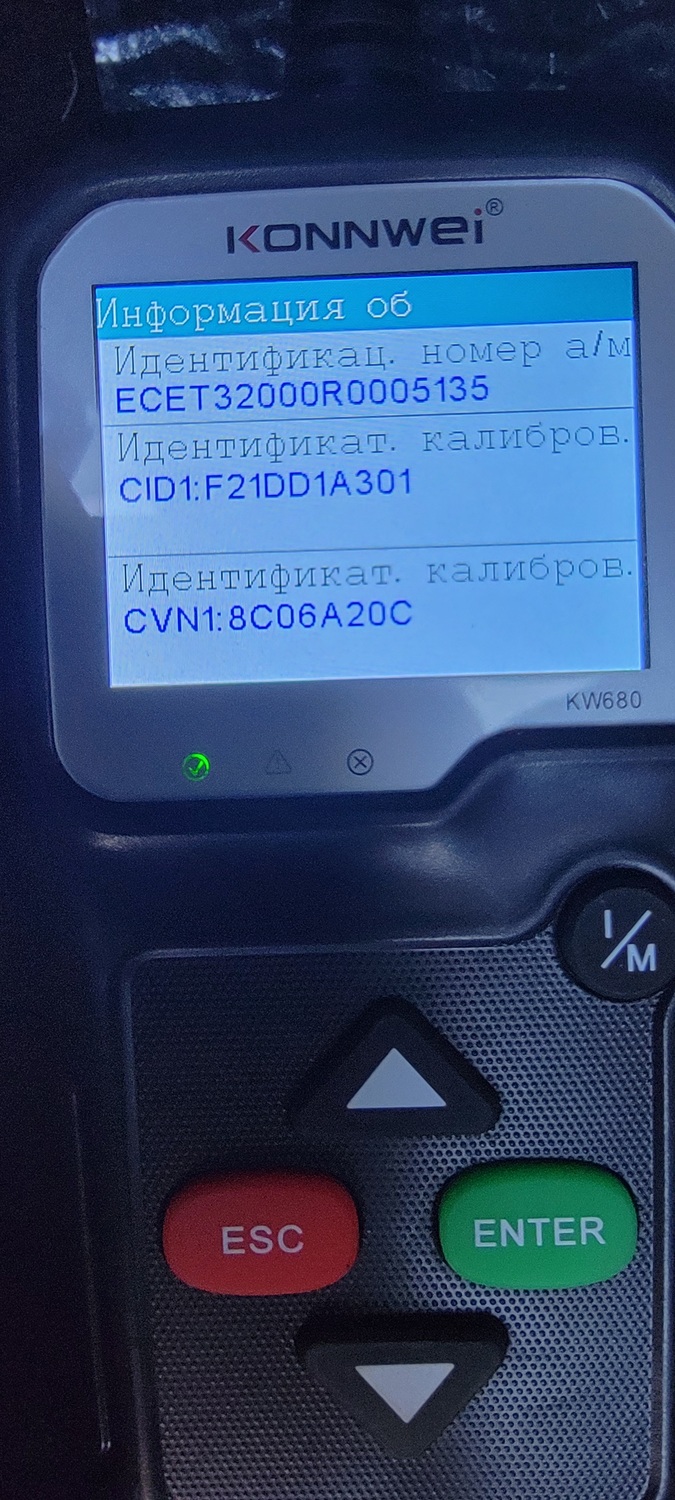 KONNWEI®
Информация об
Идентификац. номер а/м
ECET32000R0005135
Идентификат. калибров.
CID1:F21DD1A301
Идентификат. калибров.
CVN1:8C06A20C
KW680
I/M
ESC
ENTER